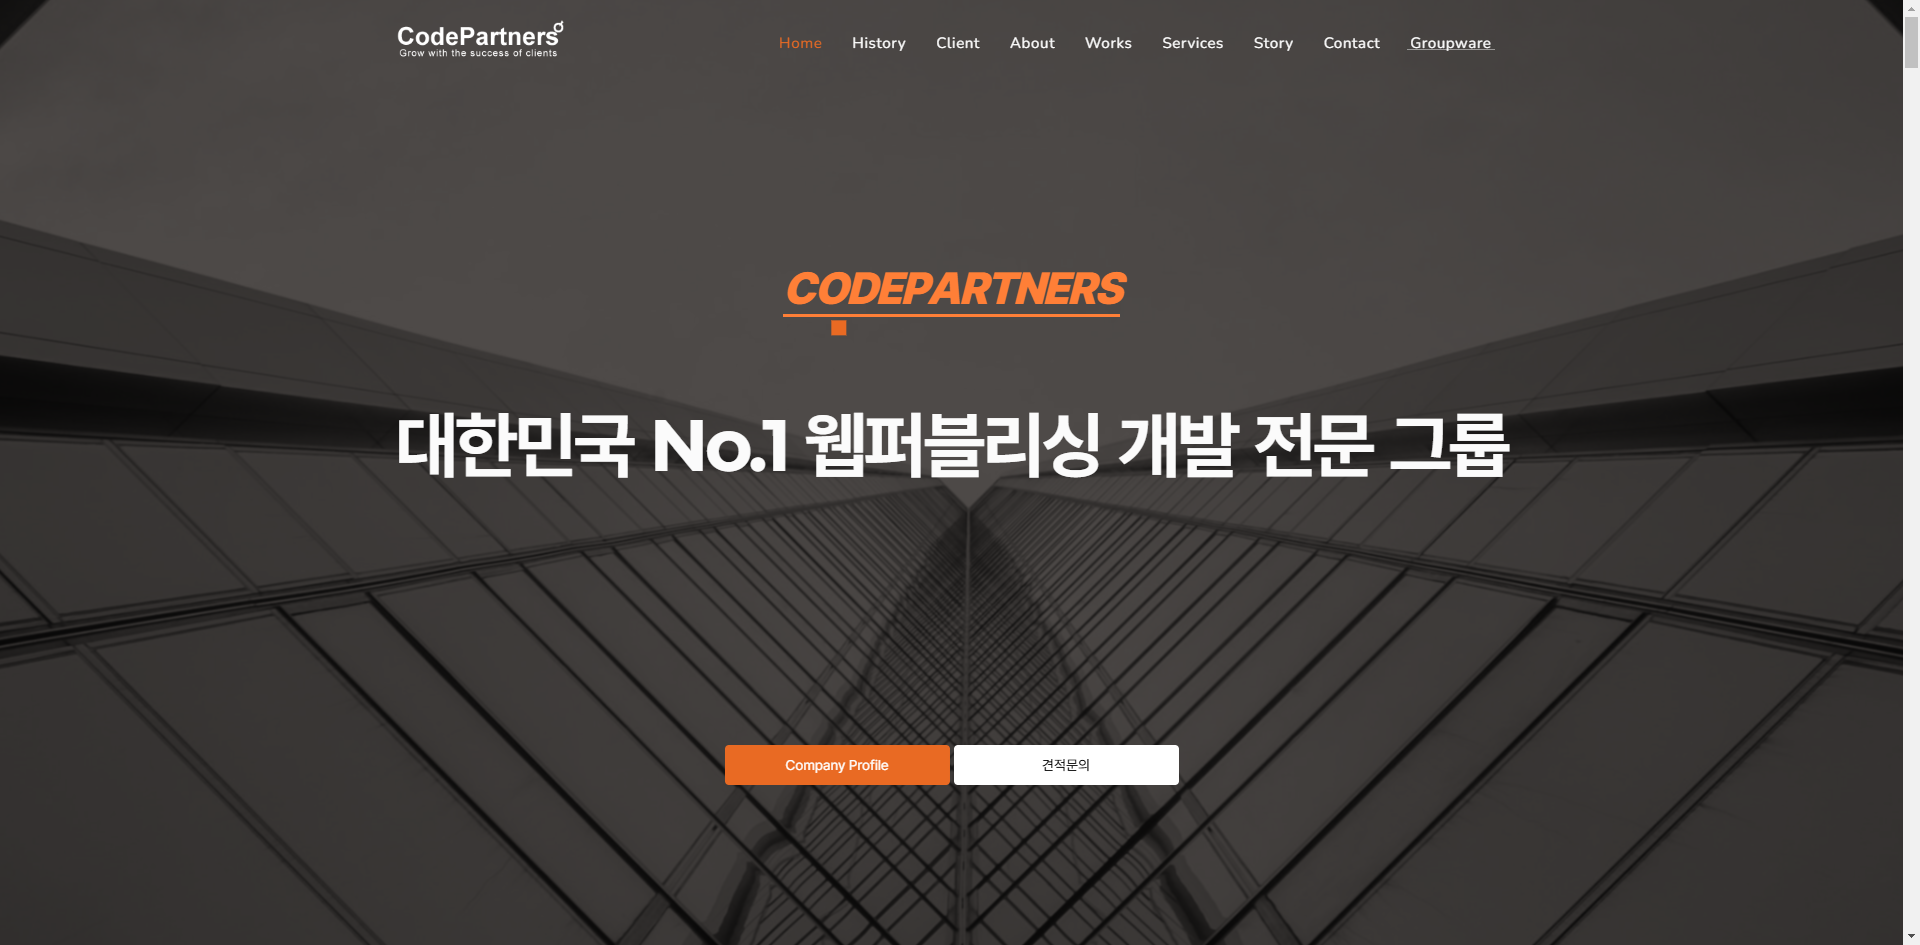 CodePartners
Grow with the success of clients
Home History Client About Works Services Story Contact Groupware
CODEPARTNERS
대한민국 No.1 웹퍼블리싱 개발 전문 그룹
Company Profile 견적문의